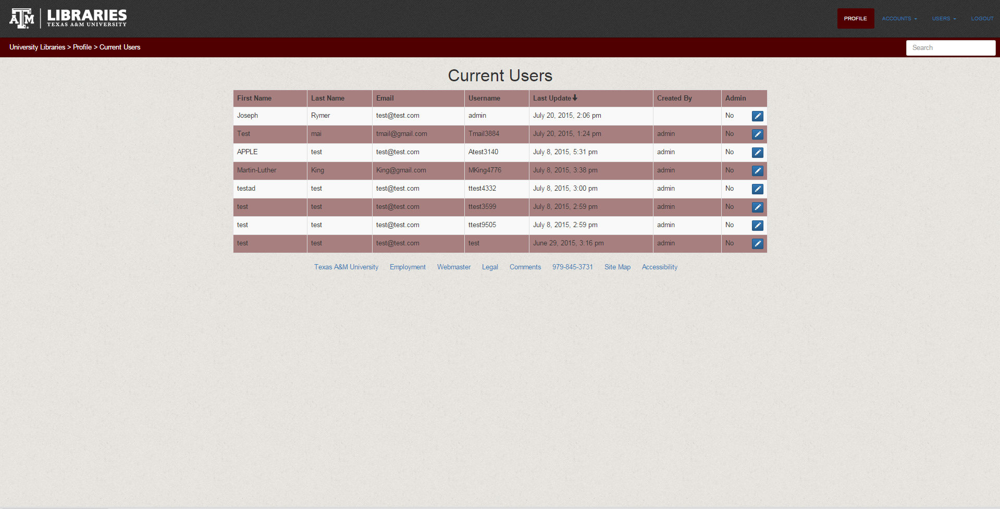 ATM LIBRARIES
TEXAS A&M UNIVERSITY
PROFILE ACCOUNTS USERS LOGOUT
University Libraries > Profile > Current Users
Search
Current Users
First Name Last Name Email Username Last Update Created By Admin
Joseph Rymer test@test.com admin July 20, 2015, 2:06 pm No
Test mai tmail@gmail.com Tmail3884 July 20, 2015, 1:24 pm admin No
APPLE test test@test.com Atest3140 July 8, 2015, 5:31 pm admin No
Martin-Luther King King@gmail.com MKing4776 July 8, 2015, 3:38 pm admin No
testad test test@test.com ttest4332 July 8, 2015, 3:00 pm admin No
test test test@test.com ttest3599 July 8, 2015, 2:59 pm admin No
test test test@test.com ttest9505 July 8, 2015, 2:59 pm admin No
test test test@test.com test June 29, 2015, 3:16 pm admin No
Texas A&M University Employment Webmaster Legal Comments 979-845-3731 Site Map Accessibility